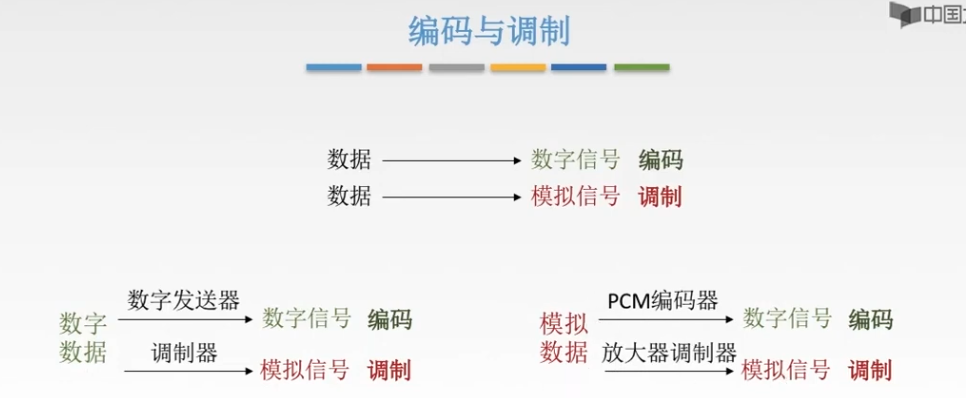 中国
编码与调制
数据 数字信号 编码
数据 模拟信号 调制
数字数据
数字发送器 数字信号 编码
调制器 模拟信号 调制
模拟数据
PCM编码器 数字信号 编码
放大器调制器 模拟信号 调制